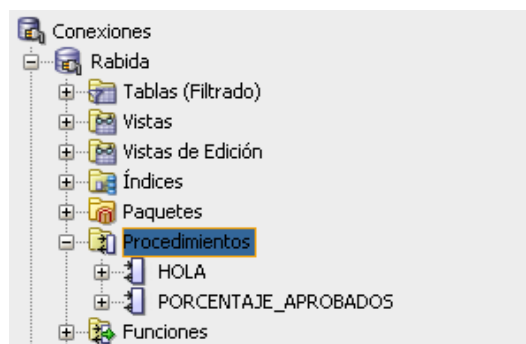 Conexiones
Rabida
Tablas (Filtrado)
Vistas
Vistas de Edición
Índices
Paquetes
Procedimientos
HOLA
PORCENTAJE_APROBADOS
Funciones